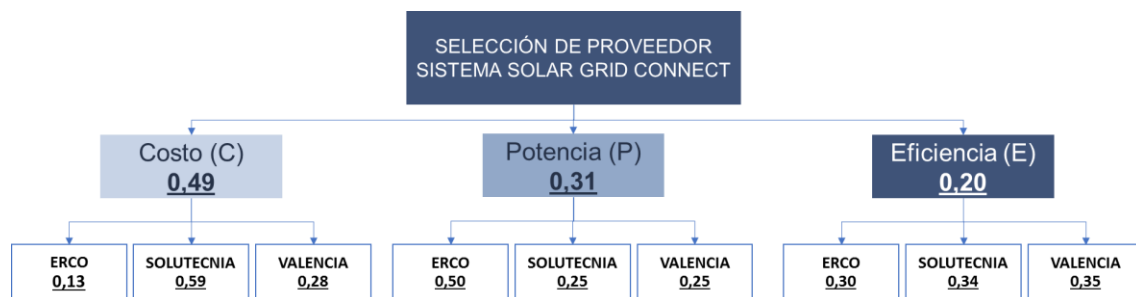 SELECCIÓN DE PROVEEDOR
SISTEMA SOLAR GRID CONNECT
Costo (C)
0,49
Potencia (P)
0,31
Eficiencia (E)
0,20
ERCO
0,13
SOLUTECNIA
0,59
VALENCIA
0,28
ERCO
0,50
SOLUTECNIA
0,25
VALENCIA
0,25
ERCO
0,30
SOLUTECNIA
0,34
VALENCIA
0,35